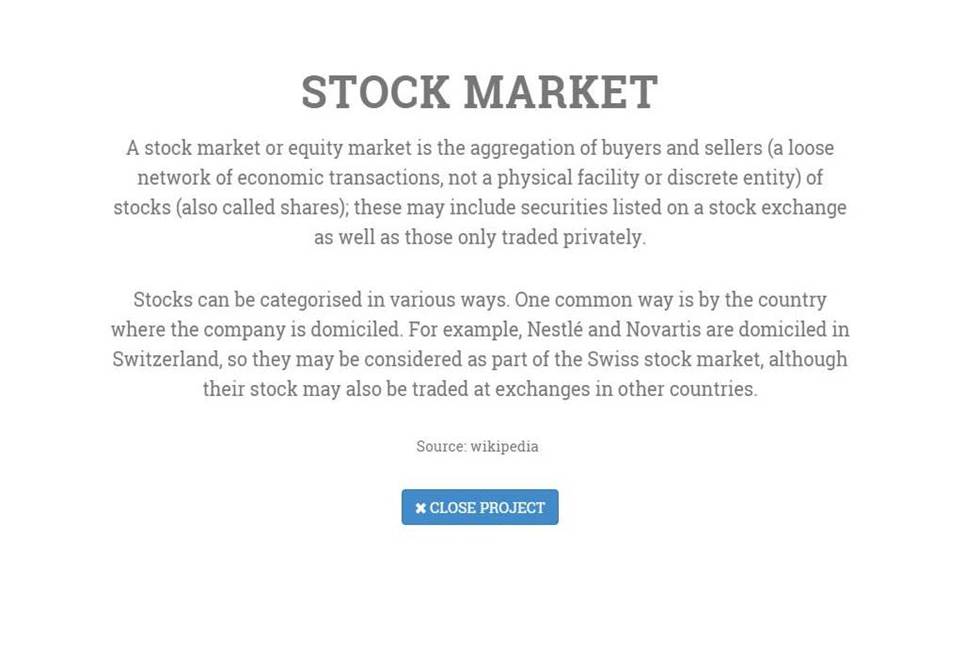 STOCK MARKET
A stock market or equity market is the aggregation of buyers and sellers (a loose
network of economic transactions, not a physical facility or discrete entity) of
stocks (also called shares); these may include securities listed on a stock exchange
as well as those only traded privately.
Stocks can be categorised in various ways. One common way is by the country
where the company is domiciled. For example, Nestlé and Novartis are domiciled in
Switzerland, so they may be considered as part of the Swiss stock market, although
their stock may also be traded at exchanges in other countries.
Source: wikipedia
✖ CLOSE PROJECT